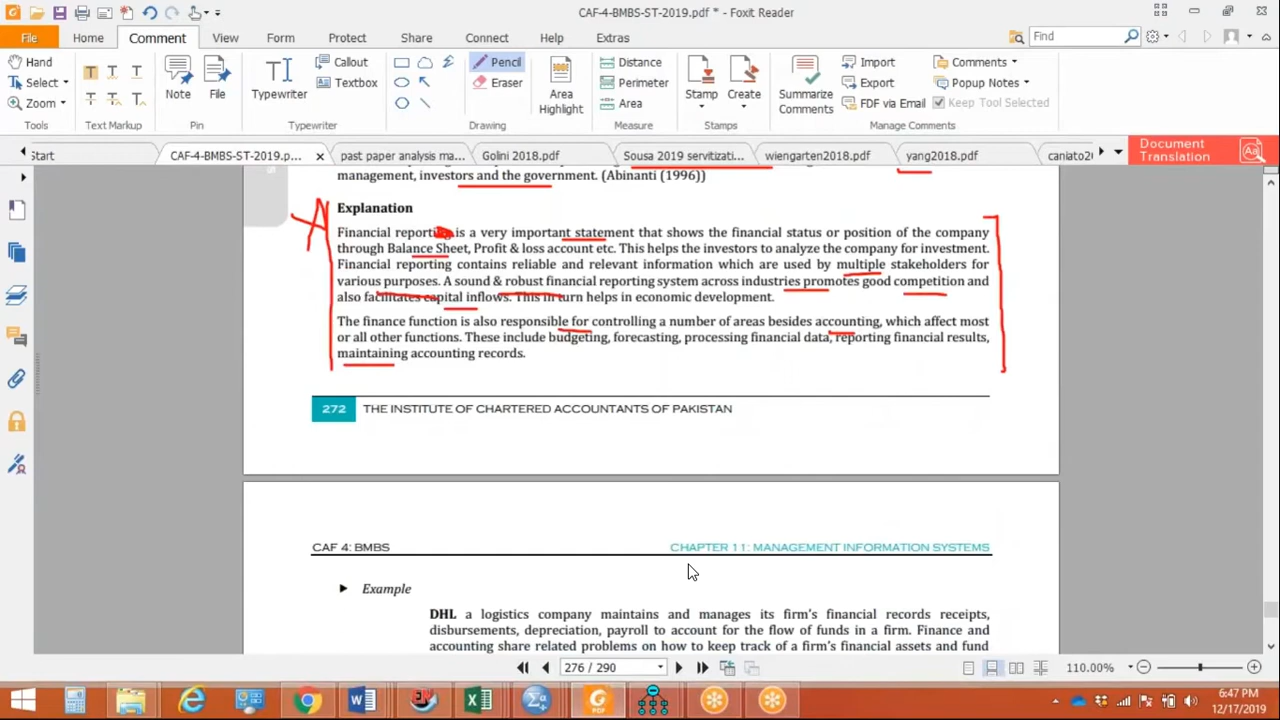 CAF-4-BMBS-ST-2019.pdf * - Foxit Reader
File Home Comment View Form Protect Share Connect Help Extras Find
Hand
Select
Zoom
Tools
Text Markup
Note
File
Pin
Typewriter
Callout
Textbox
Typewriter
Pencil
Eraser
Area
Highlight
Drawing
Distance
Perimeter
Area
Measure
Stamp
Create
Stamps
Summarize
Comments
Import
Export
FDF via Email
Comments
Popup Notes
Keep Tool Selected
Manage Comments
Start CAF-4-BMBS-ST-2019.p... past paper analysis ma... Golini 2018.pdf Sousa 2019 servitizati... wiengarten2018.pdf yang2018.pdf caniato20
Document
Translation
management, investors and the government. (Abinanti (1996))
Explanation
Financial is a very important statement that shows the financial status or position of the company
through Balance Sheet, Profit & loss account etc. This helps the investors to analyze the company for investment.
Financial reporting contains reliable and relevant information which are used by multiple stakeholders for
various purposes. A sound & robust financial reporting system across industries promotes good competition and
also facilitates capital inflows. This in turn helps in economic development.
The finance function is also responsible for controlling a number of areas besides accounting, which affect most
or all other functions. These include budgeting, forecasting, processing financial data, reporting financial results,
maintaining accounting records.
272 THE INSTITUTE OF CHARTERED ACCOUNTANTS OF PAKISTAN
CAF 4: BMBS CHAPTER 11: MANAGEMENT INFORMATION SYSTEMS
Example
DHL a logistics company maintains and manages its firm's financial records receipts,
disbursements, depreciation, payroll to account for the flow of funds in a firm. Finance and
accounting share related problems on how to keep track of a firm's financial assets and fund
276 / 290 110.00%
6:47 PM
12/17/2019